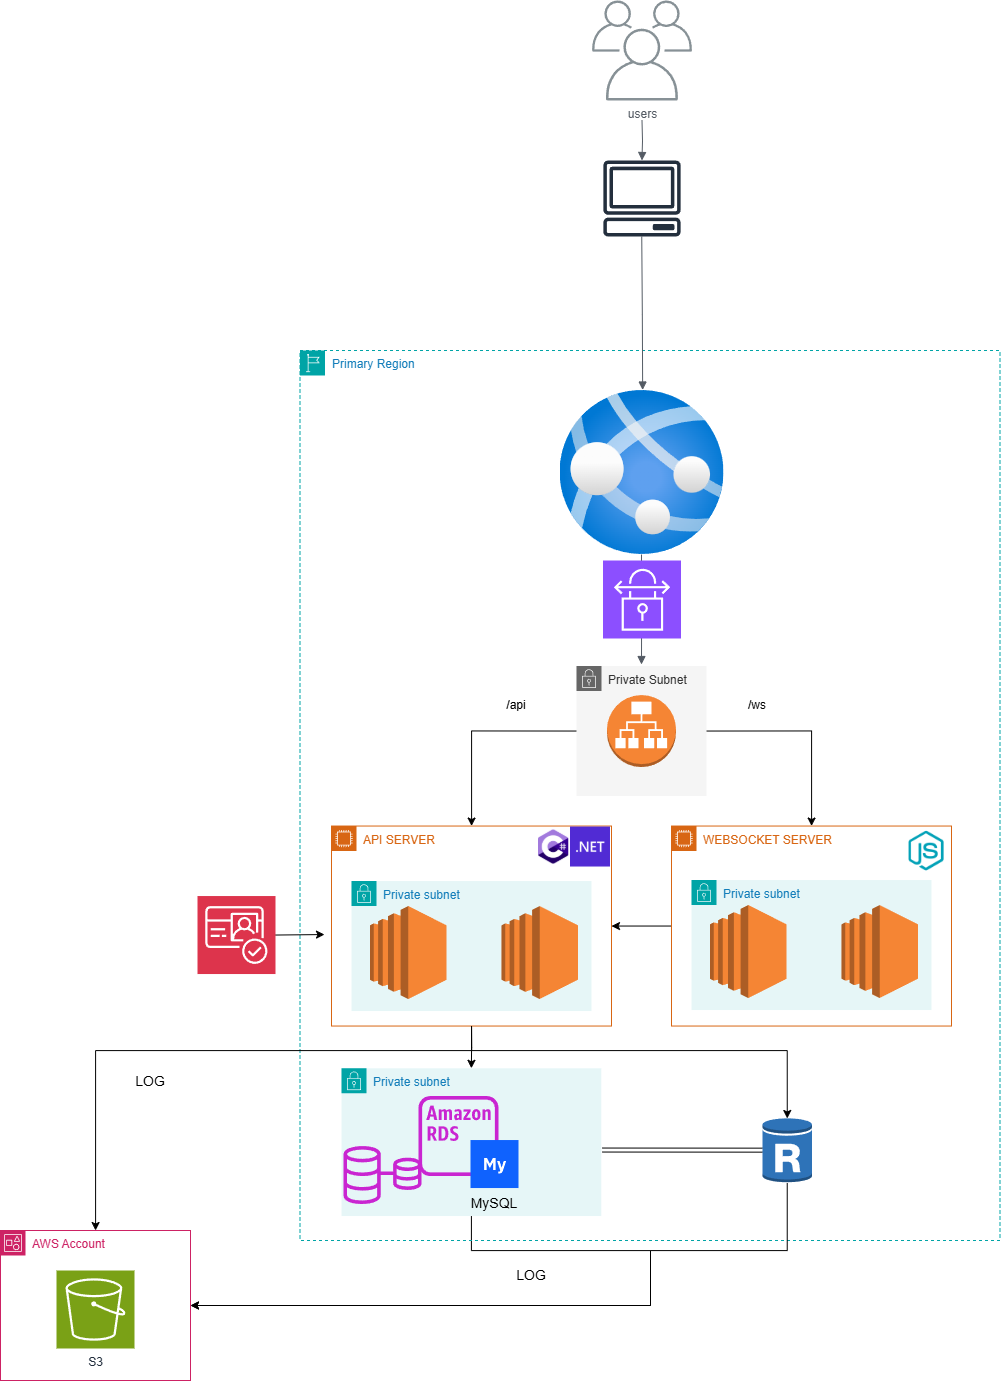 users
Primary Region
Private Subnet
/api
/ws
API SERVER
C#
.NET
WEBSOCKET SERVER
JS
Private subnet
Private subnet
LOG
Private subnet
Amazon
RDS
My
MySQL
R
AWS Account
LOG
S3